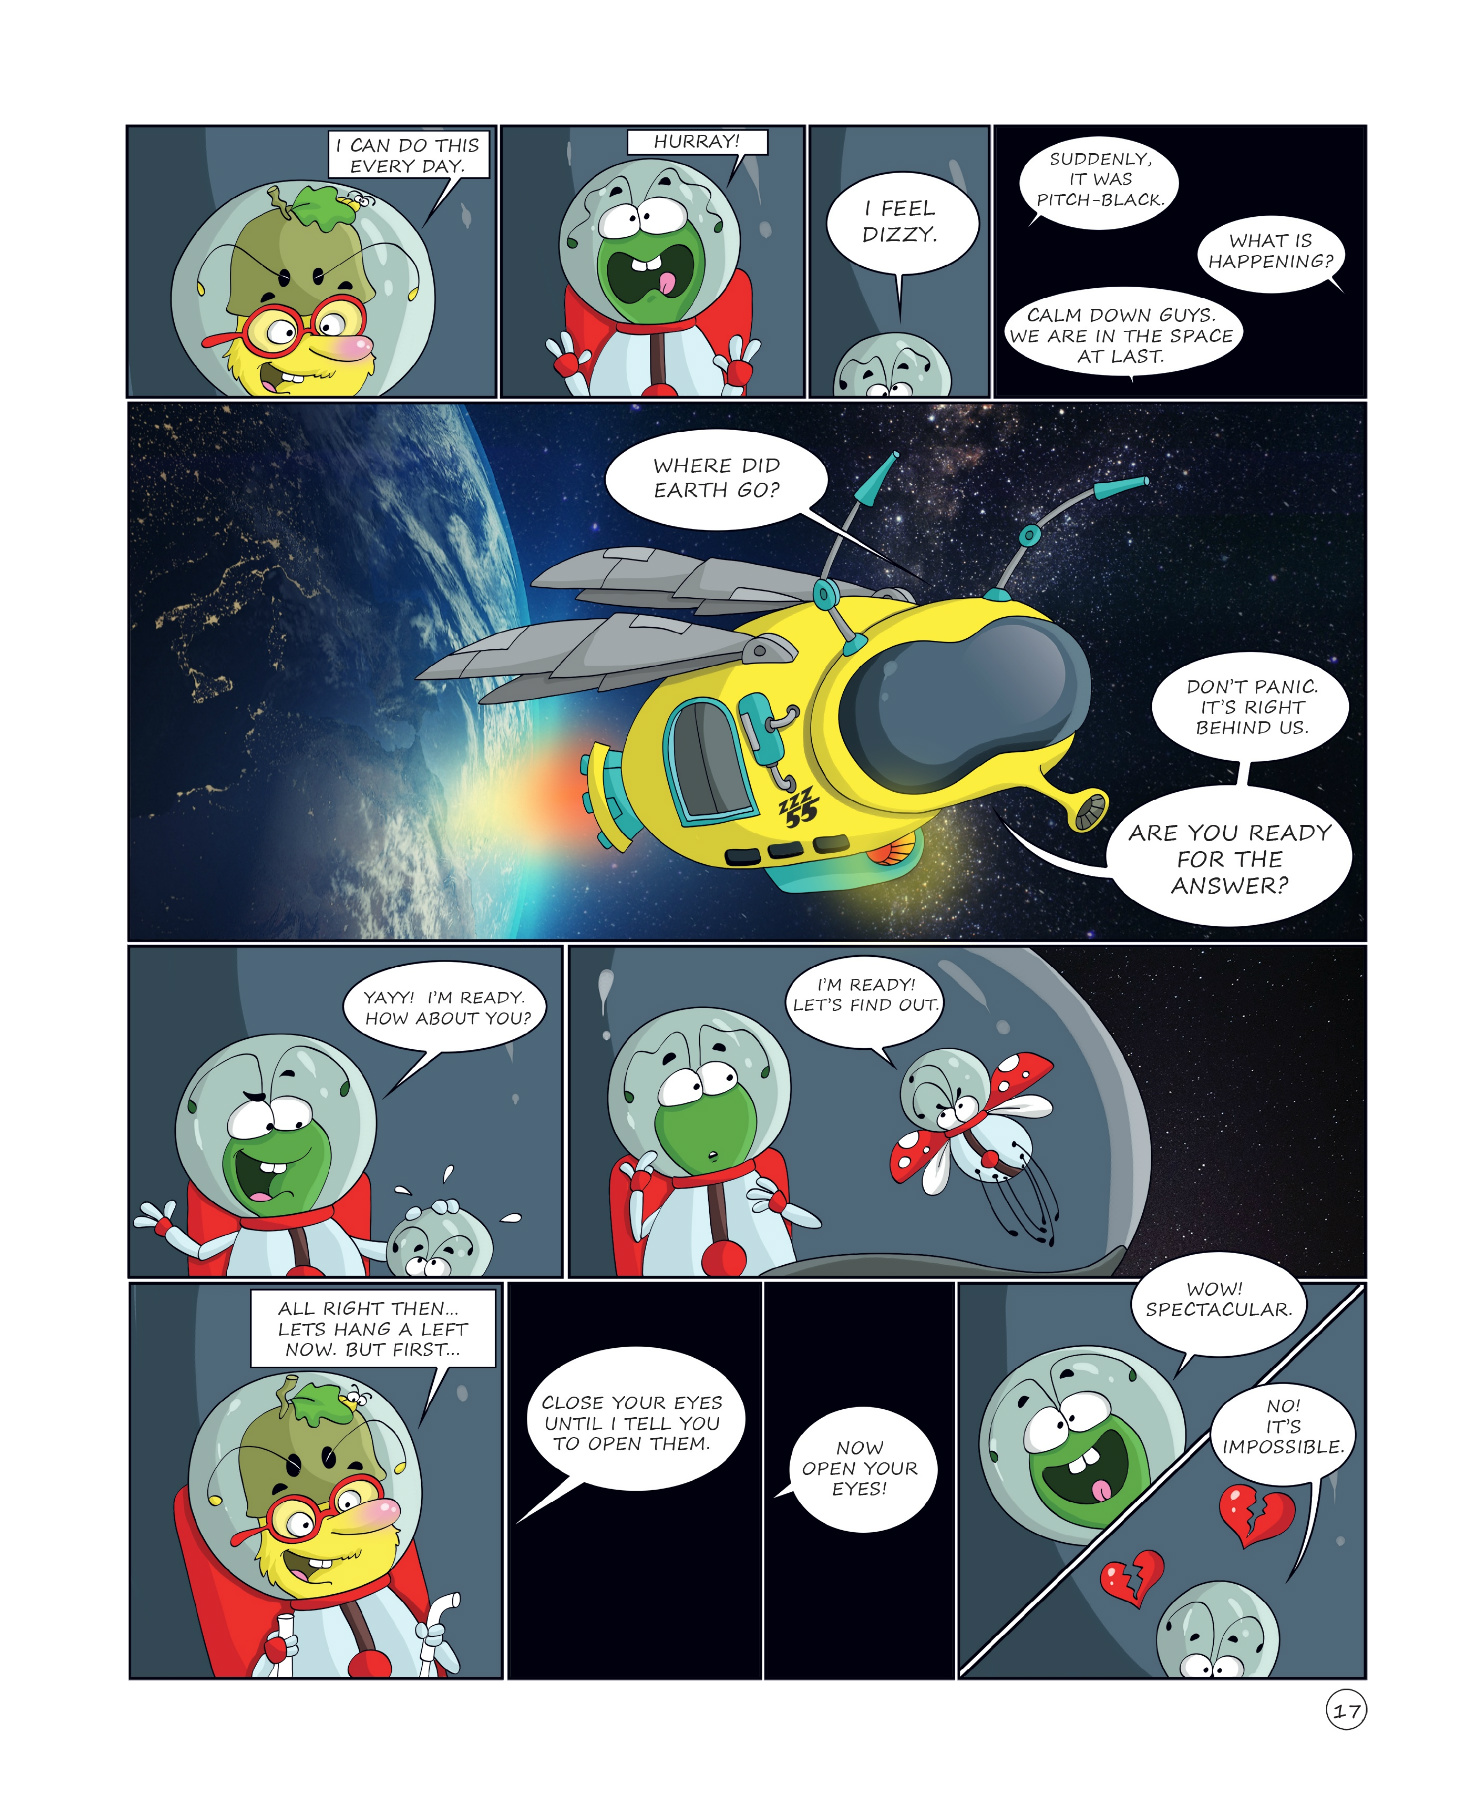 I CAN DO THIS
EVERY DAY.
HURRAY!
I FEEL
DIZZY.
SUDDENLY,
IT WAS
PITCH-BLACK.
WHAT IS
HAPPENING?
CALM DOWN GUYS.
WE ARE IN THE SPACE
AT LAST.
WHERE DID
EARTH GO?
DON'T PANIC.
IT'S RIGHT
BEHIND US.
ARE YOU READY
FOR THE
ANSWER?
ZZZ
55
YAYY! I'M READY.
HOW ABOUT YOU?
I'M READY!
LET'S FIND OUT.
ALL RIGHT THEN...
LETS HANG A LEFT
NOW. BUT FIRST...
CLOSE YOUR EYES
UNTIL I TELL YOU
TO OPEN THEM.
NOW
OPEN YOUR
EYES!
WOW!
SPECTACULAR.
NO!
IT'S
IMPOSSIBLE.
17